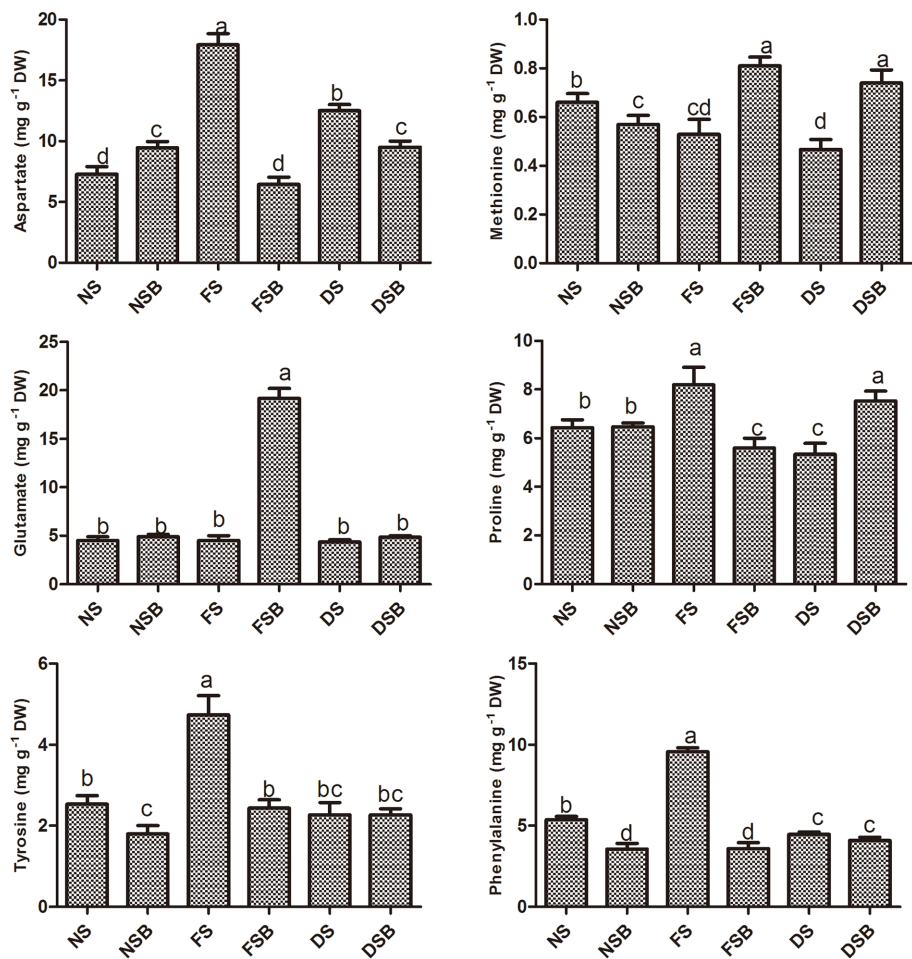 Aspartate (mg g⁻¹ DW)
20
15
10
5
0
d
c
a
d
b
c
NS
NSB
FS
FSB
DS
DSB
Methionine (mg g⁻¹ DW)
1.0
0.8
0.6
0.4
0.2
0.0
b
c
cd
a
d
a
NS
NSB
FS
FSB
DS
DSB
Glutamate (mg g⁻¹ DW)
25
20
15
10
5
0
b
b
b
a
b
b
NS
NSB
FS
FSB
DS
DSB
Proline (mg g⁻¹ DW)
10
8
6
4
2
0
b
b
a
c
c
a
NS
NSB
FS
FSB
DS
DSB
Tyrosine (mg g⁻¹ DW)
6
4
2
0
b
c
a
b
bc
bc
NS
NSB
FS
FSB
DS
DSB
Phenylalanine (mg g⁻¹ DW)
15
10
5
0
b
d
a
d
c
c
NS
NSB
FS
FSB
DS
DSB